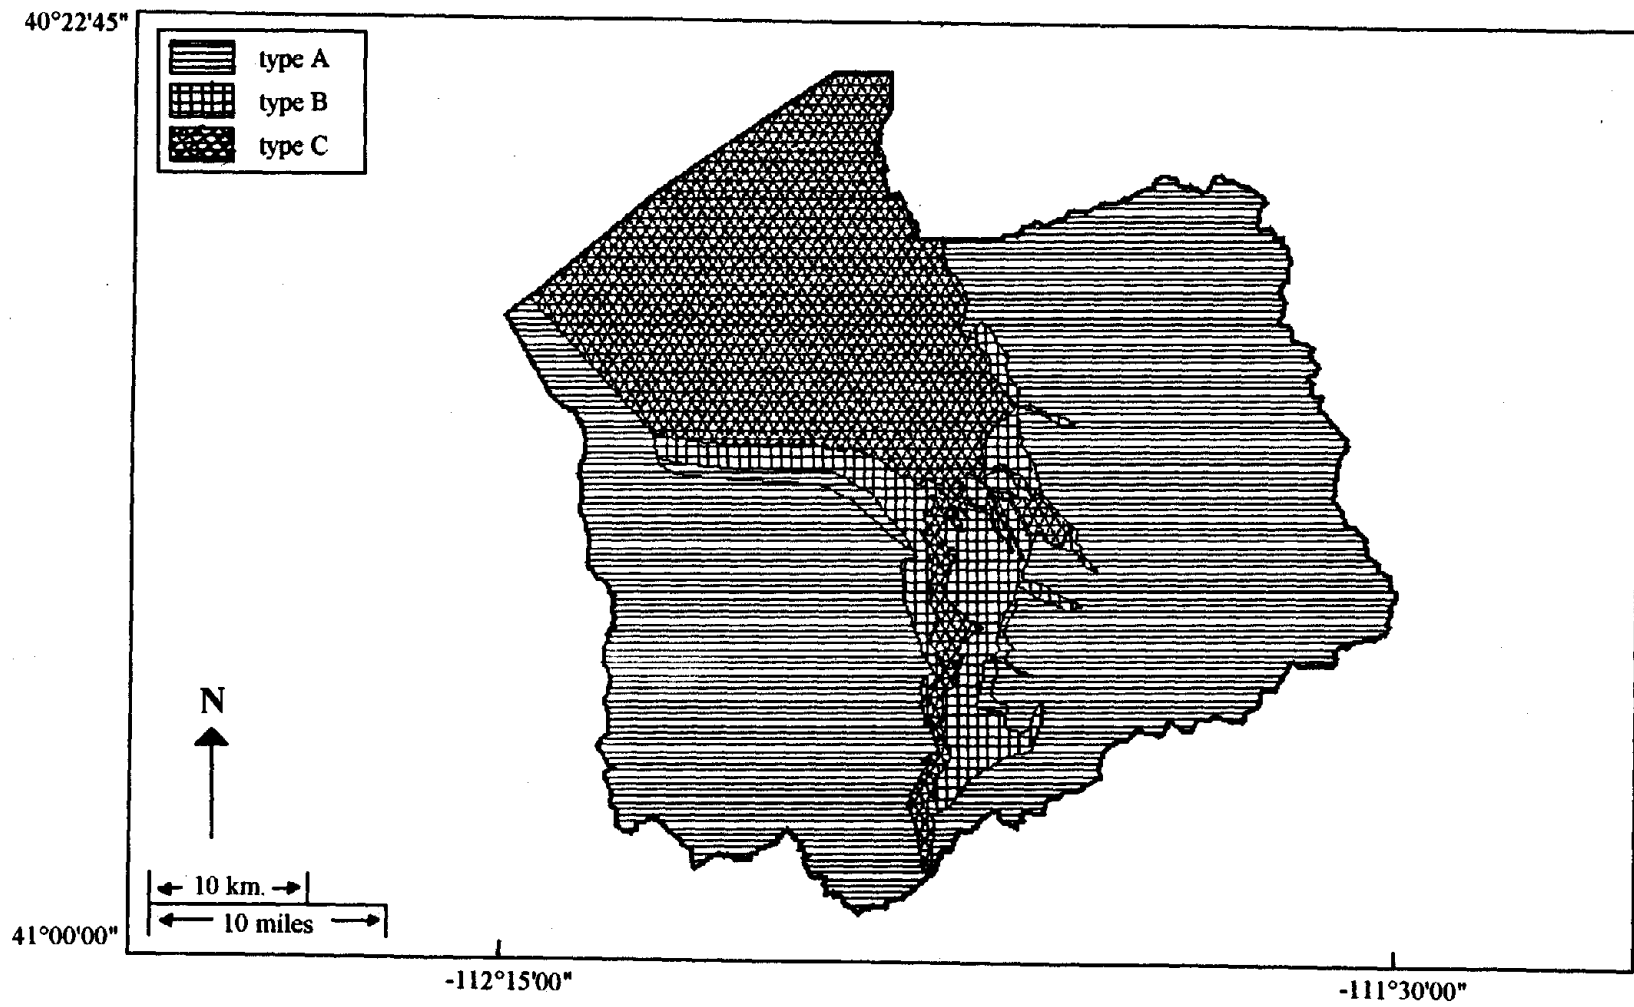 40°22'45"
type A
type B
type C
N
10 km.
10 miles
41°00'00"
-112°15'00"
-111°30'00"